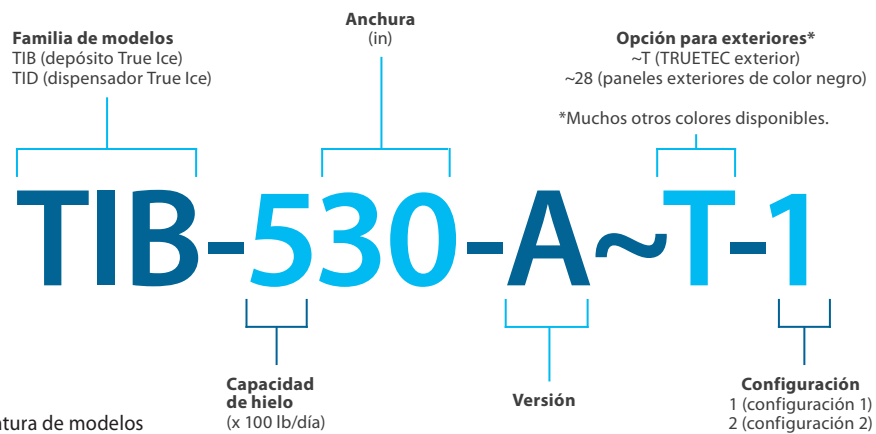 Familia de modelos
TIB (depósito True Ice)
TID (dispensador True Ice)
Anchura
(in)
Opción para exteriores*
~T (TRUETEC exterior)
~28 (paneles exteriores de color negro)
*Muchos otros colores disponibles.
TIB-530-A~T-1
Capacidad
de hielo
(x 100 lb/día)
Versión
Configuración
1 (configuración 1)
2 (configuración 2)
de modelos